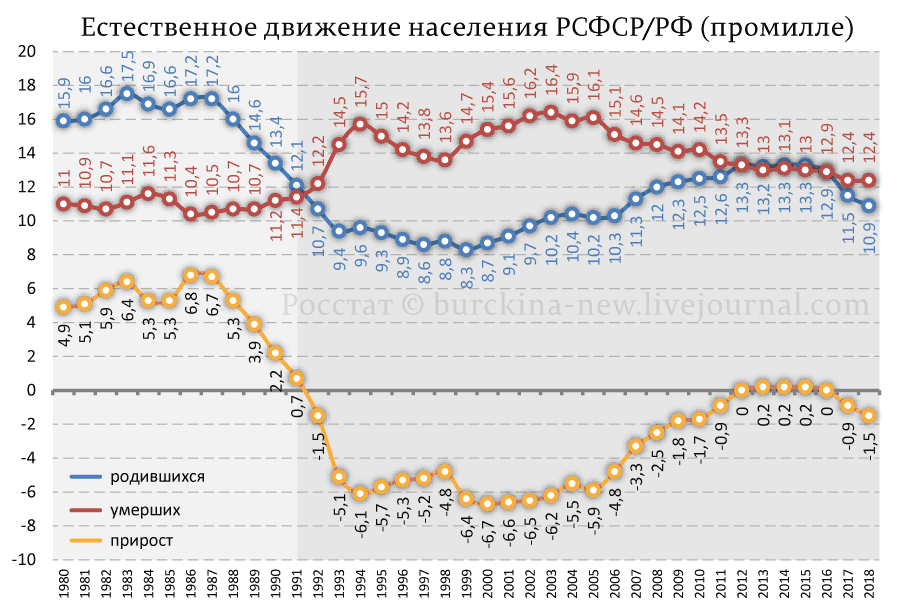 Естественное движение населения РСФСР/РФ (промилле)
20
18
16
14
12
10
8
6
4
2
0
-2
-4
-6
-8
-10
15,9 16 16,6 17,5 16,9 16,6 17,2 17,2 16 14,6 13,4 12,1 10,7 9,4 9,6 9,3 8,9 8,6 8,8 8,3 8,7 9,1 9,7 10,2 10,4 10,2 10,3 11,3 12 12,3 12,5 12,6 13,3 13,2 13,3 13,3 12,9 11,5 10,9
11 10,9 10,7 11,1 11,6 11,3 10,4 10,5 10,7 10,7 11,2 11,4 12,2 14,5 15,7 15 14,2 13,8 13,6 14,7 15,4 15,6 16,2 16,4 15,9 16,1 15,1 14,6 14,5 14,1 14,2 13,5 13,3 13 13,1 13 12,9 12,4 12,4
Росстат © burckina-new.livejournal.com
4,9 5,1 5,9 6,4 5,3 5,3 6,8 6,7 5,3 3,9 2,2 0,7 -1,5 -5,1 -6,1 -5,7 -5,3 -5,2 -4,8 -6,4 -6,7 -6,6 -6,5 -6,2 -5,5 -5,9 -4,8 -3,3 -2,5 -1,8 -1,7 -0,9 0 0,2 0,2 0,2 0 -0,9 -1,5
родившихся
умерших
прирост
1980 1981 1982 1983 1984 1985 1986 1987 1988 1989 1990 1991 1992 1993 1994 1995 1996 1997 1998 1999 2000 2001 2002 2003 2004 2005 2006 2007 2008 2009 2010 2011 2012 2013 2014 2015 2016 2017 2018